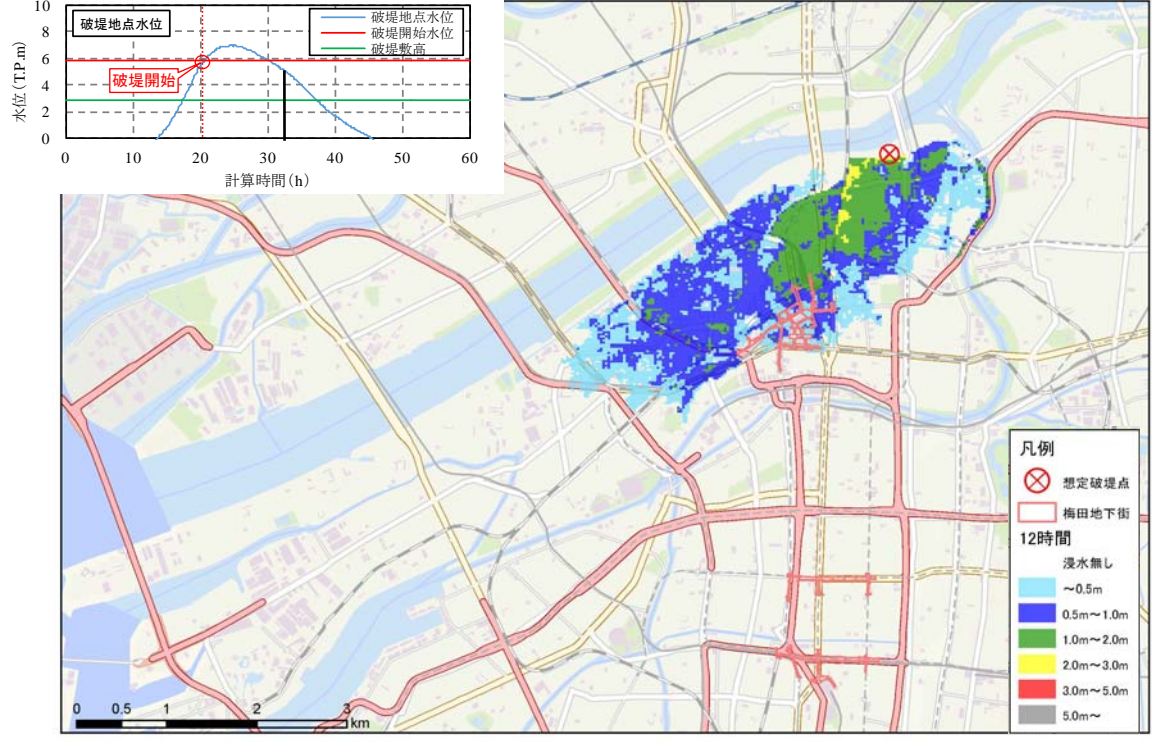 破堤地点水位
破堤地点水位
破堤開始水位
破堤敷高
破堤開始
水位(T.P.m)
10
8
6
4
2
0
0 10 20 30 40 50 60
計算時間(h)
凡例
想定破堤点
梅田地下街
12時間
浸水無し
～0.5m
0.5m～1.0m
1.0m～2.0m
2.0m～3.0m
3.0m～5.0m
5.0m～
0 0.5 1 2 3
km